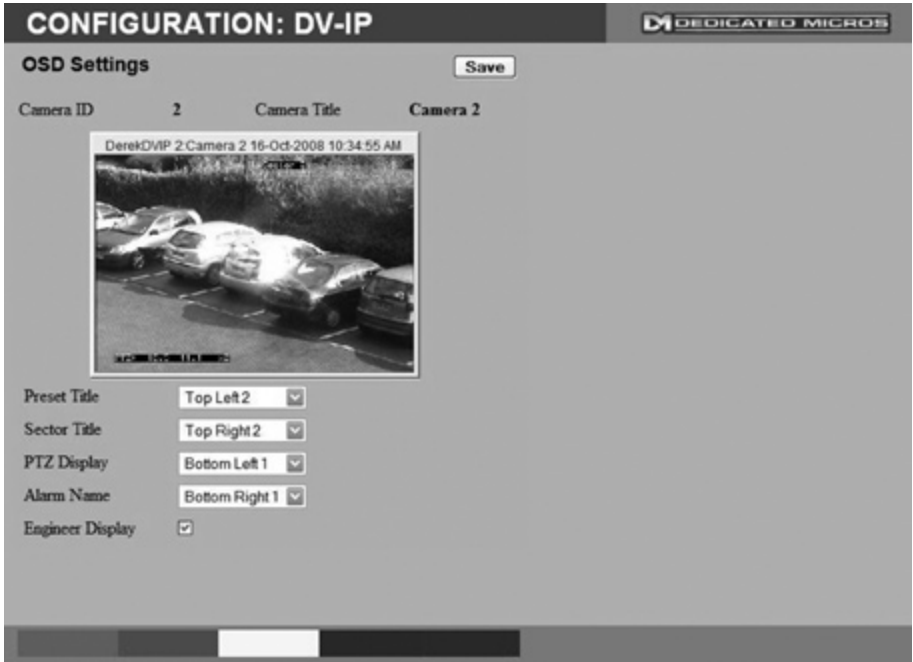 CONFIGURATION: DV-IP
DEDICATED MICROS
OSD Settings
Save
Camera ID 2 Camera Title Camera 2
DerekDVIP 2:Camera 2 16-Oct-2008 10:34:55 AM
Preset Title Top Left 2
Sector Title Top Right 2
PTZ Display Bottom Left 1
Alarm Name Bottom Right 1
Engineer Display